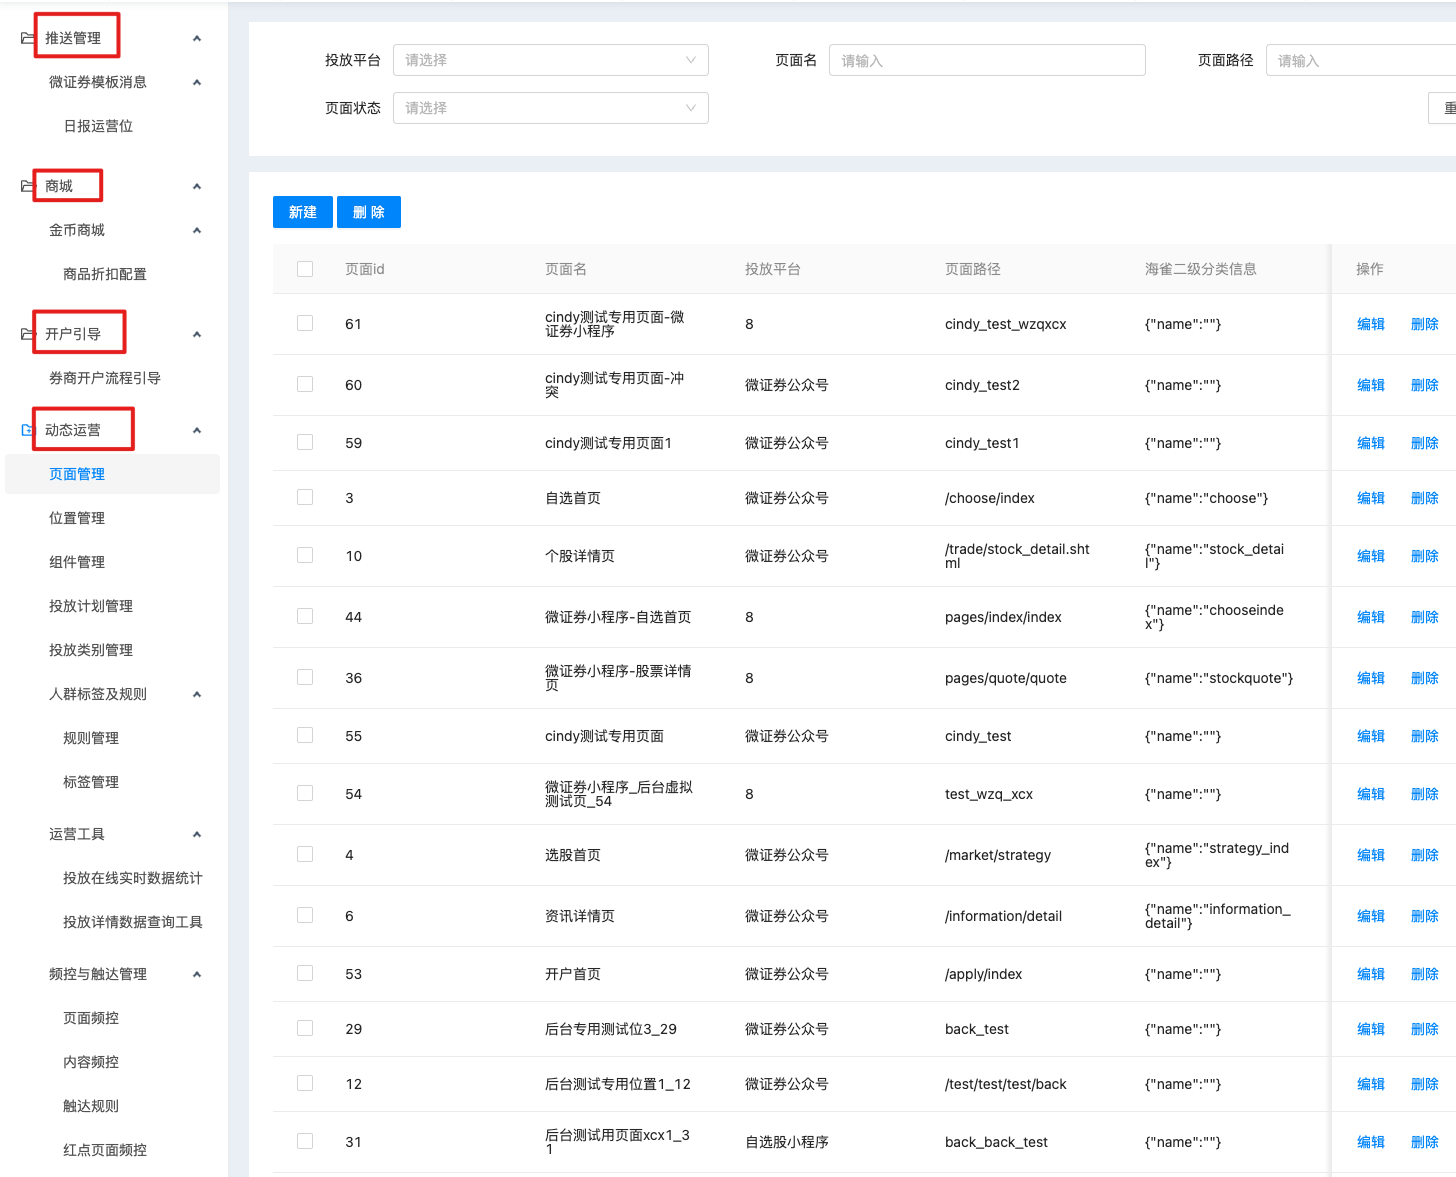 推送管理
微证券模板消息
日报运营位
商城
金币商城
商品折扣配置
开户引导
券商开户流程引导
动态运营
页面管理
位置管理
组件管理
投放计划管理
投放类别管理
人群标签及规则
规则管理
标签管理
运营工具
投放在线实时数据统计
投放详情数据查询工具
频控与触达管理
页面频控
内容频控
触达规则
红点页面频控
投放平台 请选择 页面名 请输入 页面路径 请输入
页面状态 请选择 重
新建 删 除
页面id 页面名 投放平台 页面路径 海雀二级分类信息 操作
61 cindy测试专用页面-微 8 cindy_test_wzqxcx {"name":""} 编辑 删除
证券小程序
60 cindy测试专用页面-冲 微证券公众号 cindy_test2 {"name":""} 编辑 删除
突
59 cindy测试专用页面1 微证券公众号 cindy_test1 {"name":""} 编辑 删除
3 自选首页 微证券公众号 /choose/index {"name":"choose"} 编辑 删除
10 个股详情页 微证券公众号 /trade/stock_detail.sht {"name":"stock_detai 编辑 删除
ml l"}
44 微证券小程序-自选首页 8 pages/index/index {"name":"chooseinde 编辑 删除
x"}
36 微证券小程序-股票详情 8 pages/quote/quote {"name":"stockquote"} 编辑 删除
页
55 cindy测试专用页面 微证券公众号 cindy_test {"name":""} 编辑 删除
54 微证券小程序_后台虚拟 8 test_wzq_xcx {"name":""} 编辑 删除
测试页_54
4 选股首页 微证券公众号 /market/strategy {"name":"strategy_ind 编辑 删除
ex"}
6 资讯详情页 微证券公众号 /information/detail {"name":"information_ 编辑 删除
detail"}
53 开户首页 微证券公众号 /apply/index {"name":""} 编辑 删除
29 后台专用测试位3_29 微证券公众号 back_test {"name":""} 编辑 删除
12 后台测试专用位置1_12 微证券公众号 /test/test/test/back {"name":""} 编辑 删除
31 后台测试用页面xcx1_3 自选股小程序 back_back_test {"name":""} 编辑 删除
1